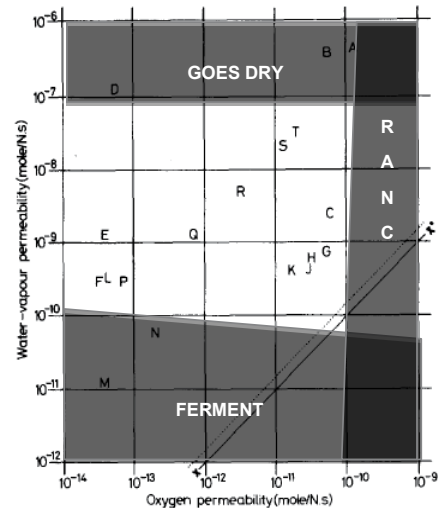 Water-vapour permeability (mole/N.s)
10⁻⁶
10⁻⁷
10⁻⁸
10⁻⁹
10⁻¹⁰
10⁻¹¹
10⁻¹²
GOES DRY
B A
D
T
S
R
C
E Q
G
H
K J
F L P
N
M
RANC
x
FERMENT
x
10⁻¹⁴ 10⁻¹³ 10⁻¹² 10⁻¹¹ 10⁻¹⁰ 10⁻⁹
Oxygen permeability(mole/N.s)